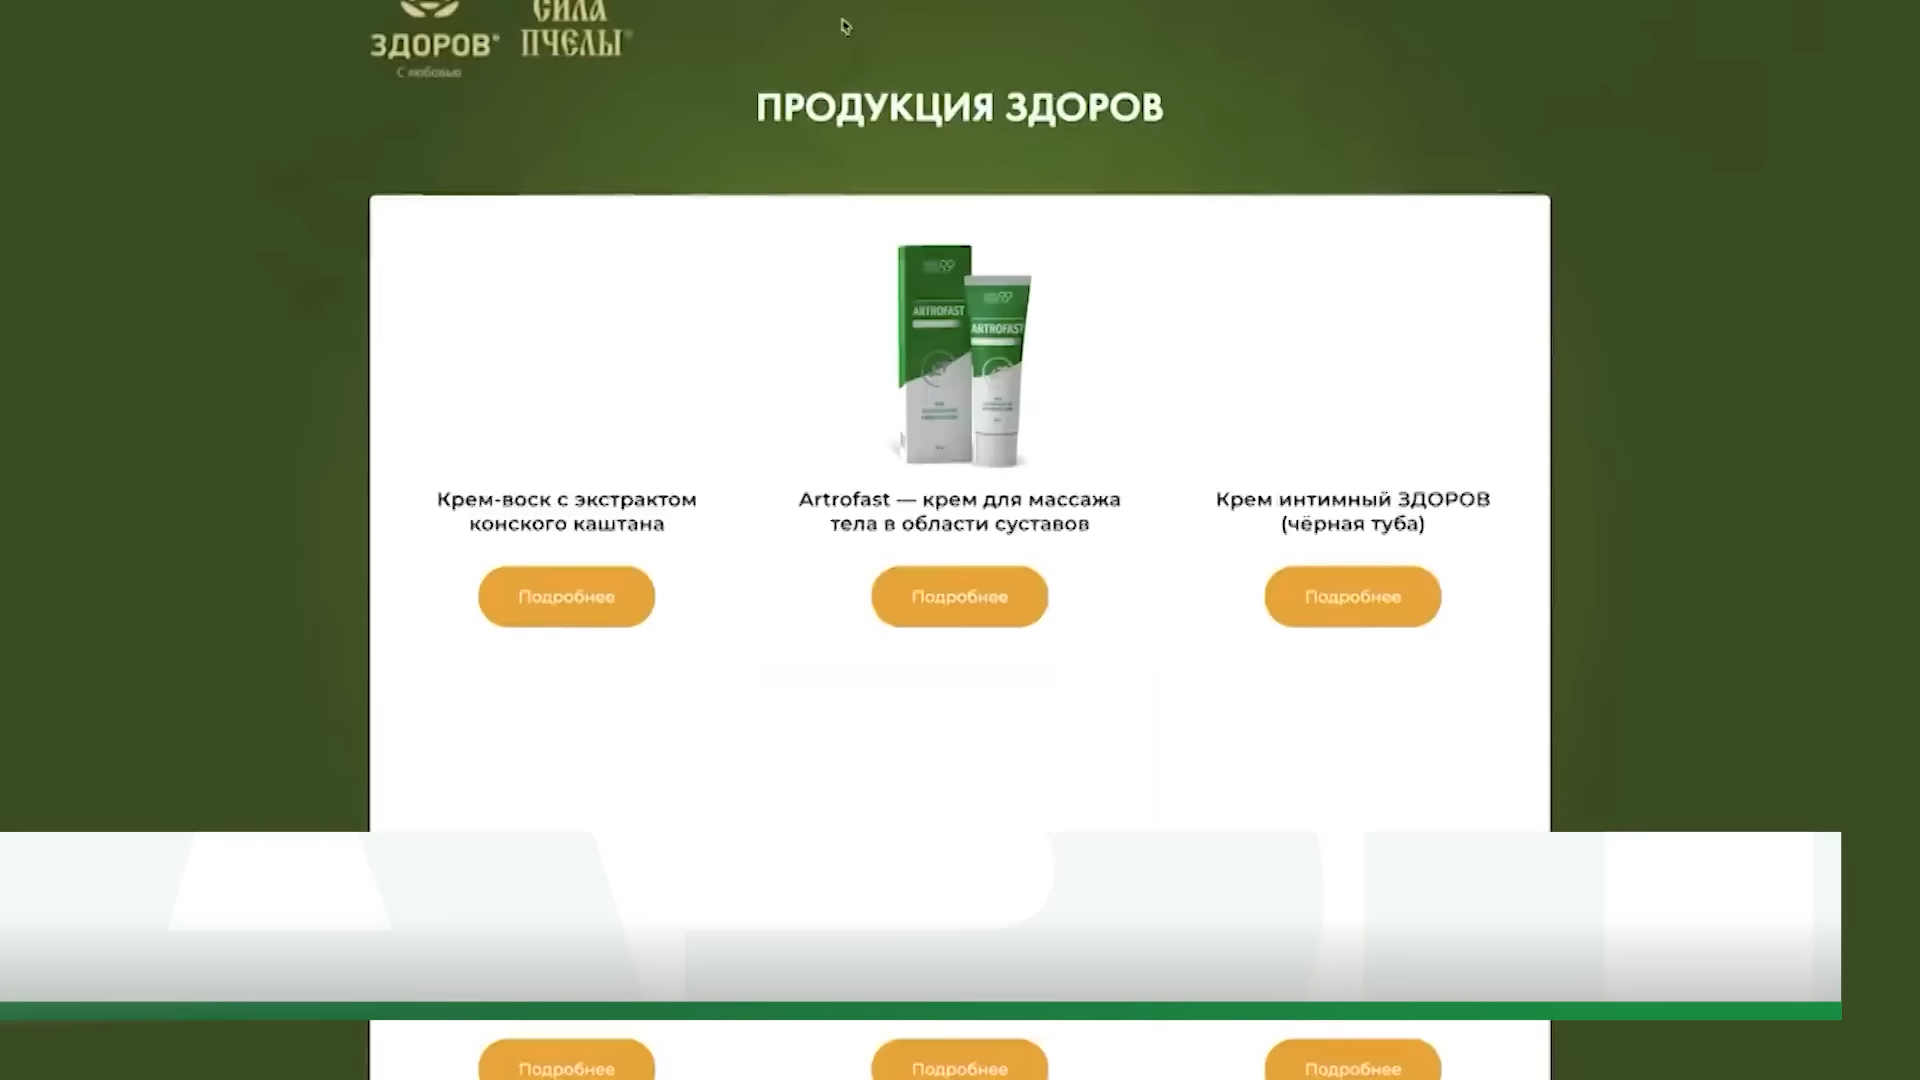 ЗДОРОВ®
С любовью
СИЛА
ПЧЕЛЫ®
ПРОДУКЦИЯ ЗДОРОВ
ARTROFAST
ARTROFAST
Крем-воск с экстрактом
конского каштана
Artrofast — крем для массажа
тела в области суставов
Крем интимный ЗДОРОВ
(чёрная туба)
Подробнее
Подробнее
Подробнее
Подробнее
Подробнее
Подробнее